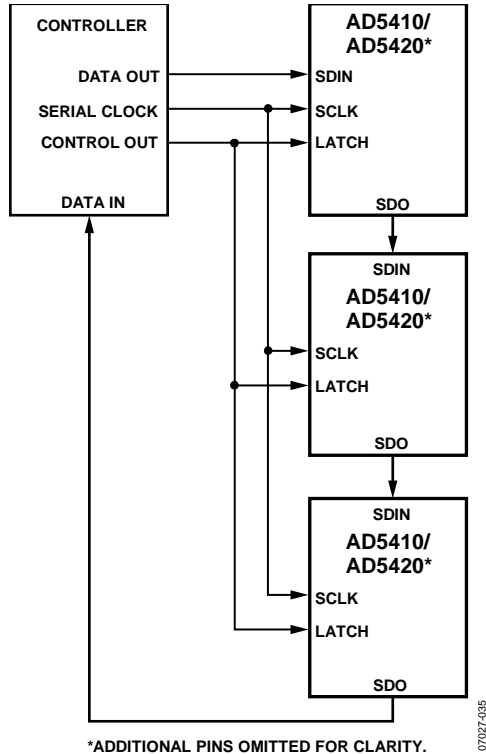 CONTROLLER
DATA OUT
SERIAL CLOCK
CONTROL OUT
DATA IN
AD5410/
AD5420*
SDIN
SCLK
LATCH
SDO
SDIN
AD5410/
AD5420*
SCLK
LATCH
SDO
SDIN
AD5410/
AD5420*
SCLK
LATCH
SDO
*ADDITIONAL PINS OMITTED FOR CLARITY.
07027-035